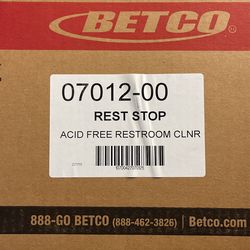 BETCO
07012-00
REST STOP
ACID FREE RESTROOM CLNR
888-GO BETCO (888-462-3826) | Betco.com